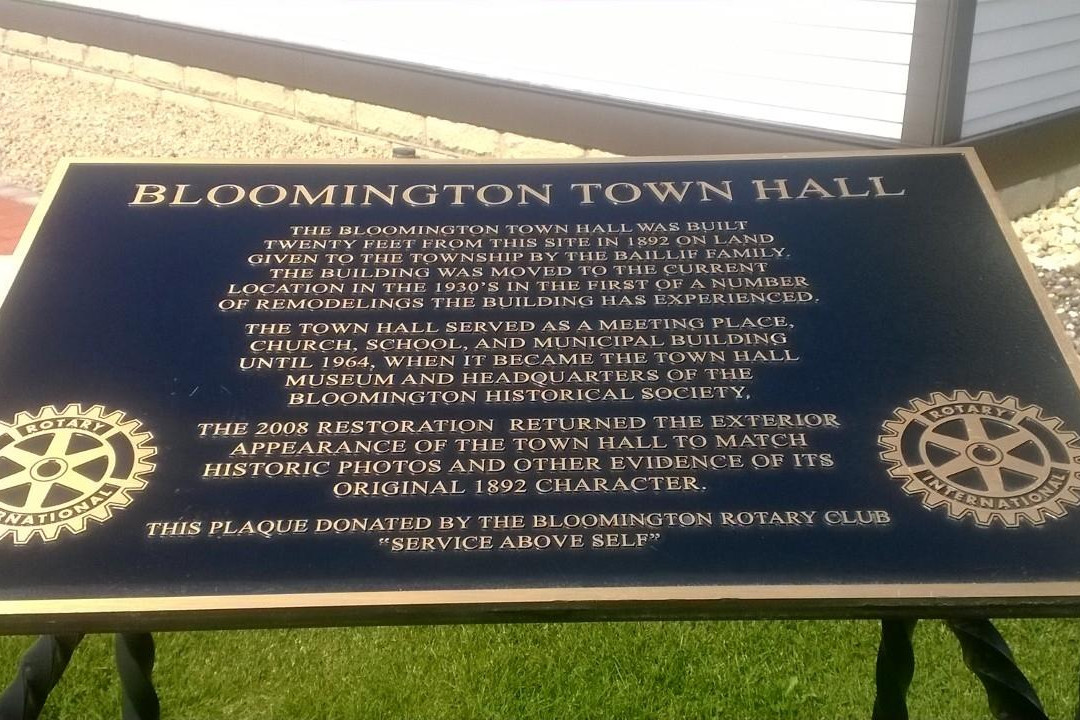 BLOOMINGTON TOWN HALL
THE BLOOMINGTON TOWN HALL WAS BUILT
TWENTY FEET FROM THIS SITE IN 1892 ON LAND
GIVEN TO THE TOWNSHIP BY THE BAILLIF FAMILY.
THE BUILDING WAS MOVED TO THE CURRENT
LOCATION IN THE 1930'S IN THE FIRST OF A NUMBER
OF REMODELINGS THE BUILDING HAS EXPERIENCED.
THE TOWN HALL SERVED AS A MEETING PLACE,
CHURCH, SCHOOL, AND MUNICIPAL BUILDING
UNTIL 1964, WHEN IT BECAME THE TOWN HALL
MUSEUM AND HEADQUARTERS OF THE
BLOOMINGTON HISTORICAL SOCIETY,
THE 2008 RESTORATION RETURNED THE EXTERIOR
APPEARANCE OF THE TOWN HALL TO MATCH
HISTORIC PHOTOS AND OTHER EVIDENCE OF ITS
ORIGINAL 1892 CHARACTER.
THIS PLAQUE DONATED BY THE BLOOMINGTON ROTARY CLUB
"SERVICE ABOVE SELF"
ROTARY
RNATIONAL
ROTARY
INTERNATIONAL